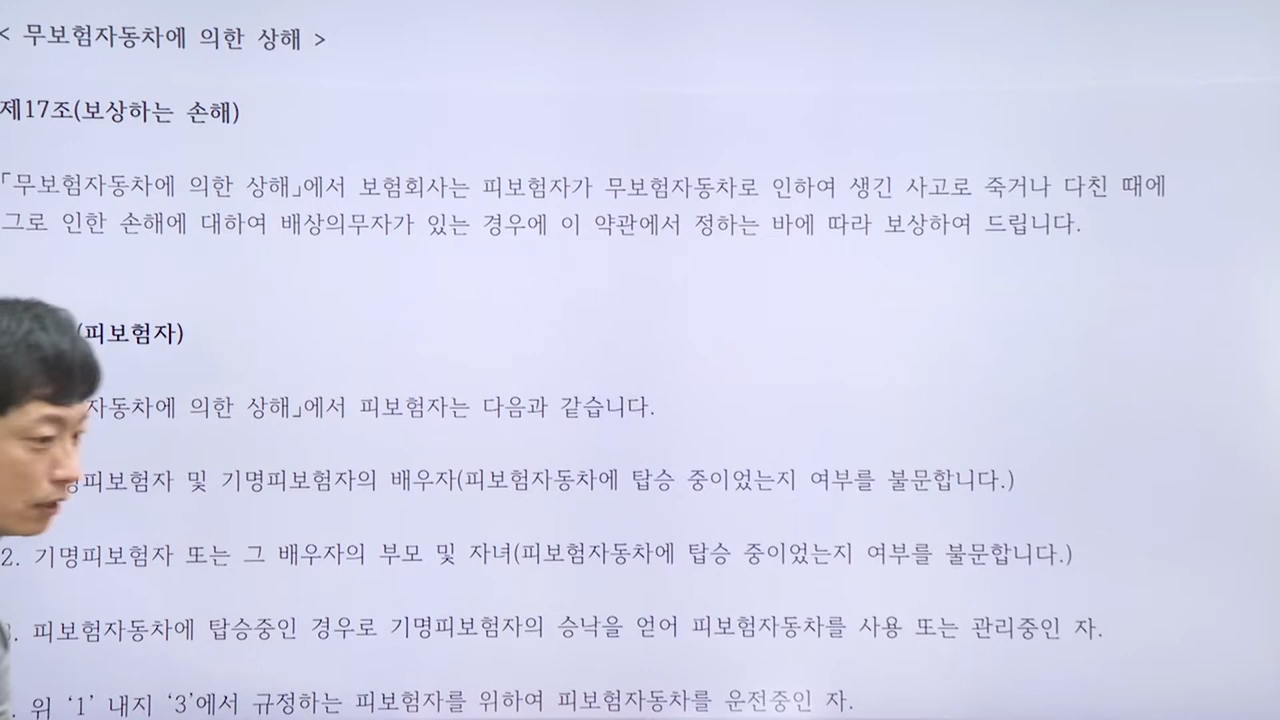 < 무보험자동차에 의한 상해 >
제17조(보상하는 손해)
「무보험자동차에 의한 상해」에서 보험회사는 피보험자가 무보험자동차로 인하여 생긴 사고로 죽거나 다친 때에
그로 인한 손해에 대하여 배상의무자가 있는 경우에 이 약관에서 정하는 바에 따라 보상하여 드립니다.
(피보험자)
자동차에 의한 상해」에서 피보험자는 다음과 같습니다.
피보험자 및 기명피보험자의 배우자(피보험자동차에 탑승 중이었는지 여부를 불문합니다.)
2. 기명피보험자 또는 그 배우자의 부모 및 자녀(피보험자동차에 탑승 중이었는지 여부를 불문합니다.)
. 피보험자동차에 탑승중인 경우로 기명피보험자의 승낙을 얻어 피보험자동차를 사용 또는 관리중인 자.
. 위 ‘1’ 내지 ‘3’에서 규정하는 피보험자를 위하여 피보험자동차를 운전중인 자.